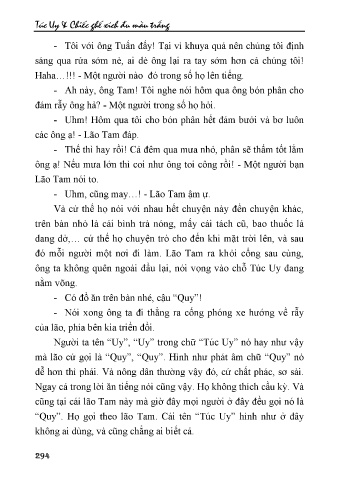 Túc Uy & Chiếc ghế xích đu màu trắng
- Tôi với ông Tuấn đấy! Tại vì khuya quá nên chúng tôi định
sáng qua rửa sớm nè, ai dè ông lại ra tay sớm hơn cả chúng tôi!
Haha…!!! - Một người nào đó trong số họ lên tiếng.
- Ah này, ông Tam! Tôi nghe nói hôm qua ông bón phân cho
đám rẫy ông hả? - Một người trong số họ hỏi.
- Uhm! Hôm qua tôi cho bón phân hết đám bưởi và bơ luôn
các ông ạ! - Lão Tam đáp.
- Thế thì hay rồi! Cả đêm qua mưa nhỏ, phân sẽ thấm tốt lắm
ông ạ! Nếu mưa lớn thì coi như ông toi công rồi! - Một người bạn
Lão Tam nói to.
- Uhm, cũng may…! - Lão Tam ậm ự.
Và cứ thế họ nói với nhau hết chuyện này đến chuyện khác,
trên bàn nhỏ là cái bình trà nóng, mấy cái tách cũ, bao thuốc lá
đang dở,… cứ thế họ chuyện trò cho đến khi mặt trời lên, và sau
đó mỗi người một nơi đi làm. Lão Tam ra khỏi cổng sau cùng,
ông ta không quên ngoái đầu lại, nói vọng vào chỗ Túc Uy đang
nằm võng.
- Có đồ ăn trên bàn nhé, cậu “Quy”!
- Nói xong ông ta đi thẳng ra cổng phóng xe hướng về rẫy
của lão, phía bên kia triền đồi.
Người ta tên “Uy”, “Uy” trong chữ “Túc Uy” nó hay như vậy
mà lão cứ gọi là “Quy”, “Quy”. Hình như phát âm chữ “Quy” nó
dễ hơn thì phải. Và nông dân thường vậy đó, cứ chất phác, sơ sài.
Ngay cả trong lời ăn tiếng nói cũng vậy. Họ không thích cầu kỳ. Và
cũng tại cái lão Tam này mà giờ đây mọi người ở đây đều gọi nó là
“Quy”. Họ gọi theo lão Tam. Cái tên “Túc Uy” hình như ở đây
không ai dùng, và cũng chẳng ai biết cả.
294